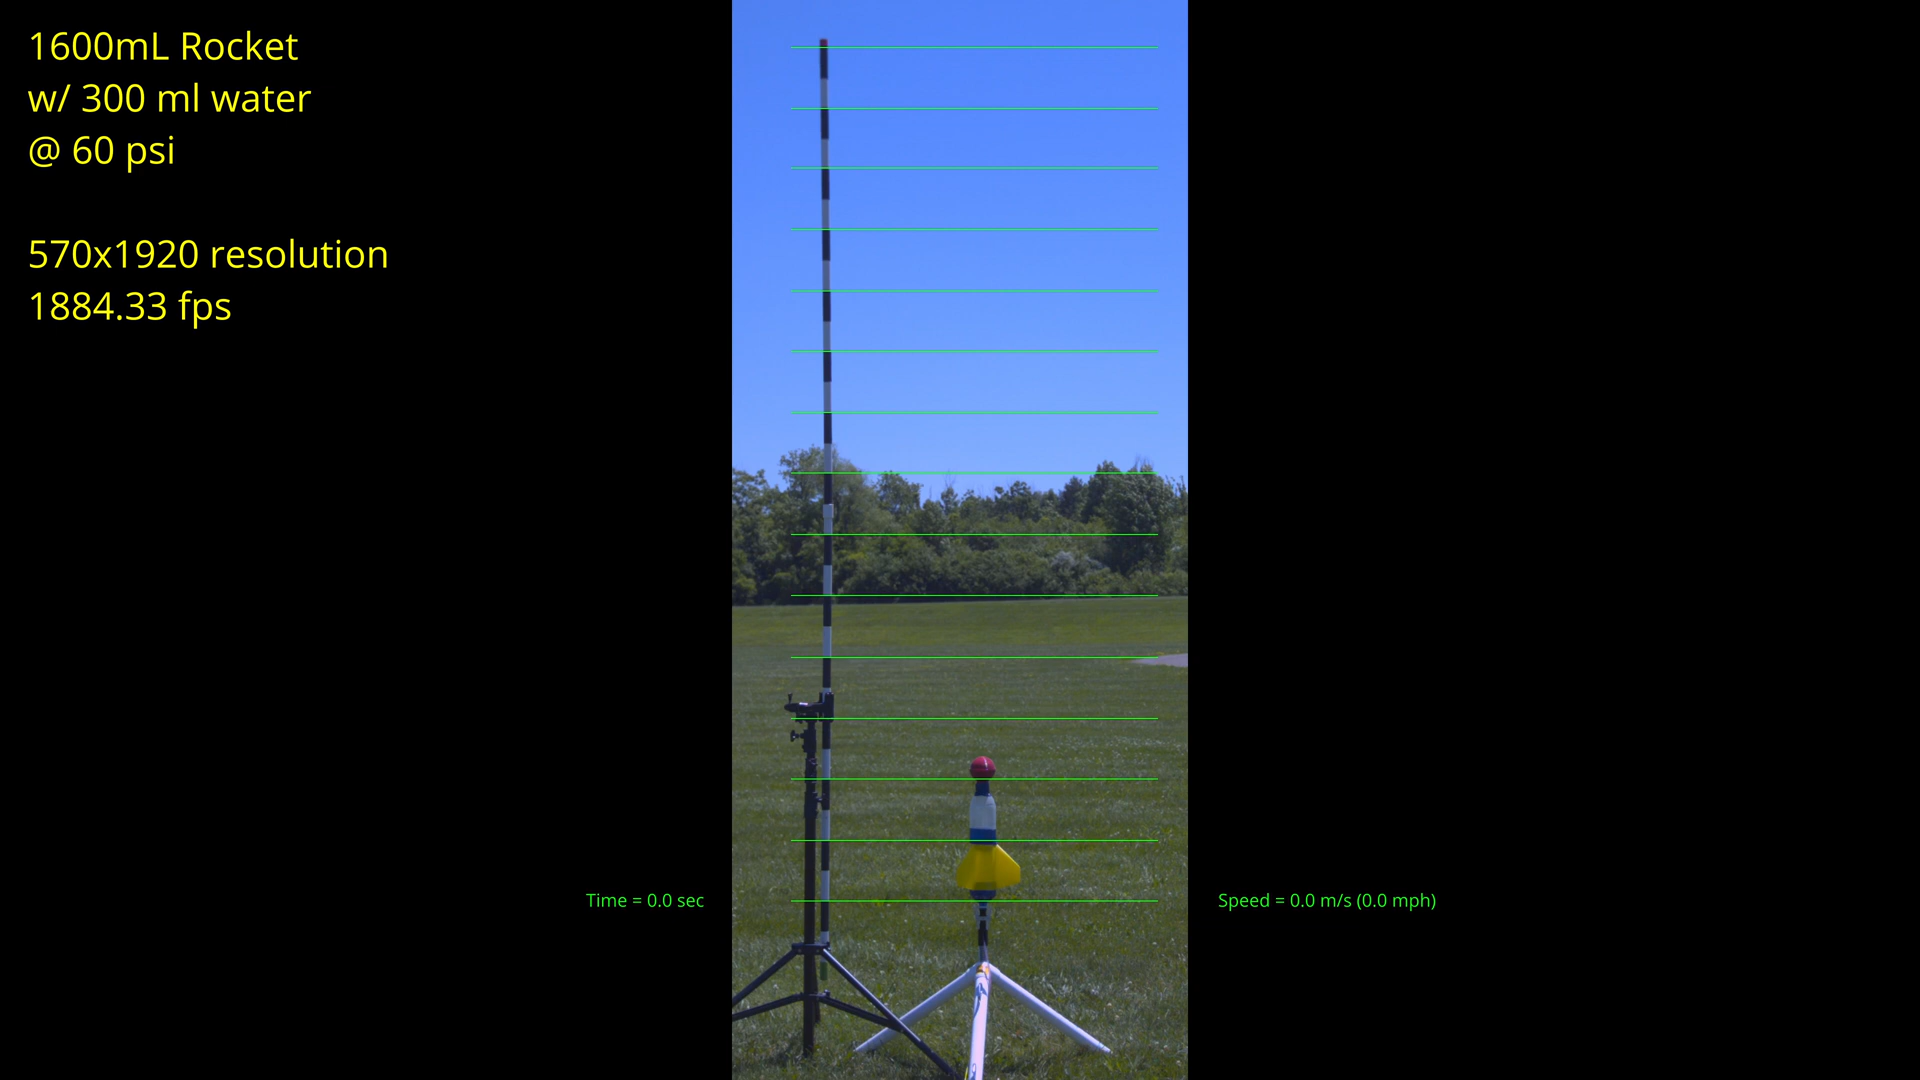 1600mL Rocket
w/ 300 ml water
@ 60 psi
570x1920 resolution
1884.33 fps
Time = 0.0 sec
Speed = 0.0 m/s (0.0 mph)